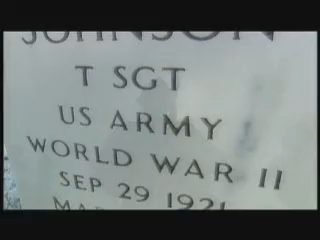 JOHNSON
T SGT
US ARMY
WORLD WAR II
SEP 29 1921